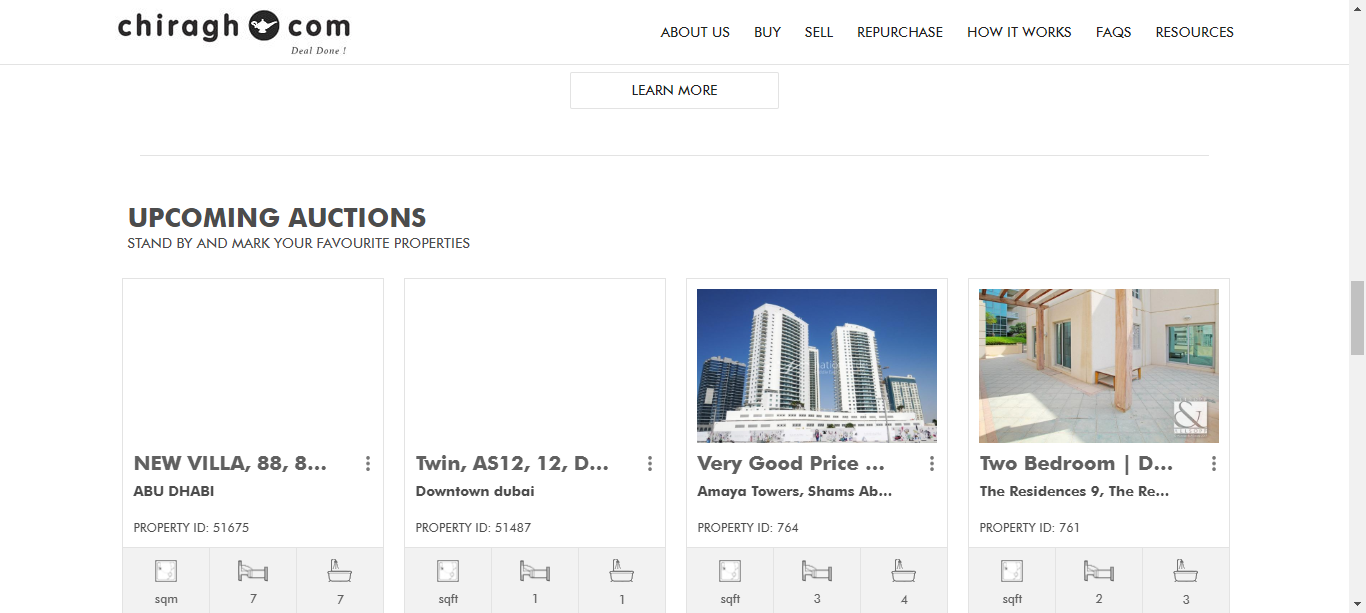 chiragh com
Deal Done !
ABOUT US BUY SELL REPURCHASE HOW IT WORKS FAQS RESOURCES
LEARN MORE
UPCOMING AUCTIONS
STAND BY AND MARK YOUR FAVOURITE PROPERTIES
NEW VILLA, 88, 8...
ABU DHABI
PROPERTY ID: 51675
sqm 7 7
Twin, AS12, 12, D...
Downtown dubai
PROPERTY ID: 51487
sqft 1 1
Very Good Price ...
Amaya Towers, Shams Ab...
PROPERTY ID: 764
sqft 3 4
&
Two Bedroom | D...
The Residences 9, The Re...
PROPERTY ID: 761
sqft 2 3